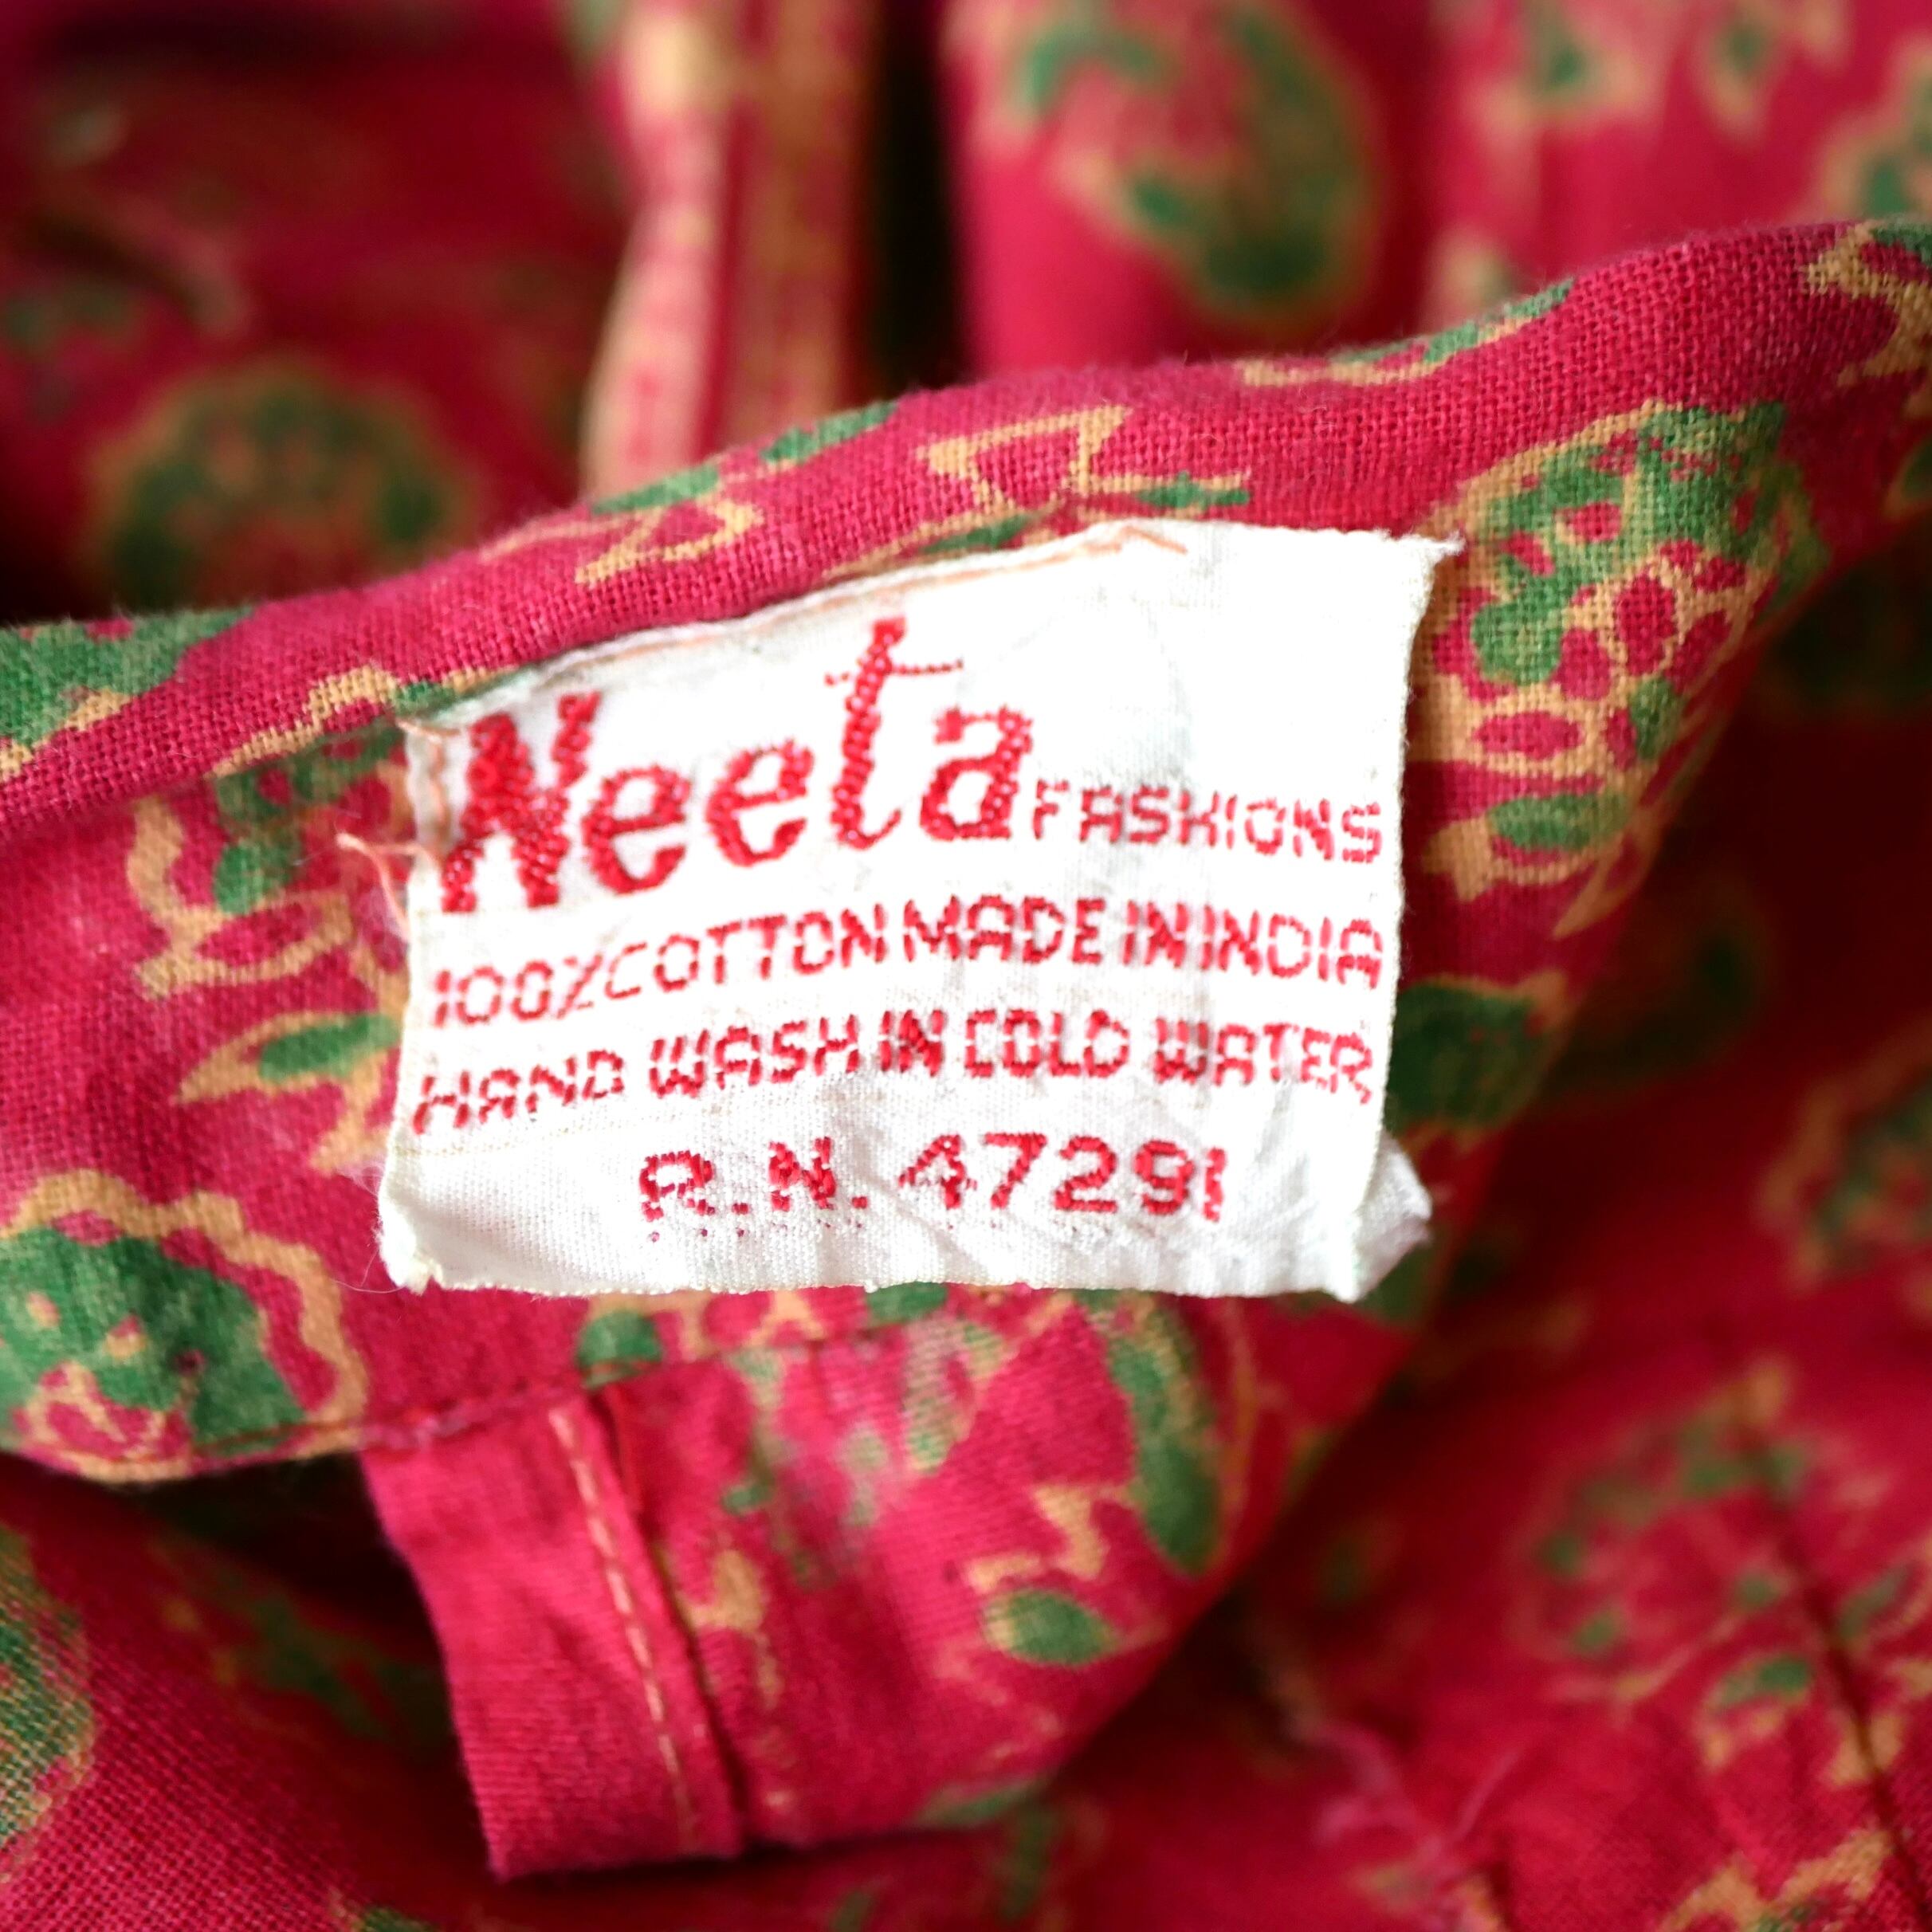 Neeta FASHIONS
100% COTTON MADE IN INDIA
HAND WASH IN COLD WATER
R.N. 47291